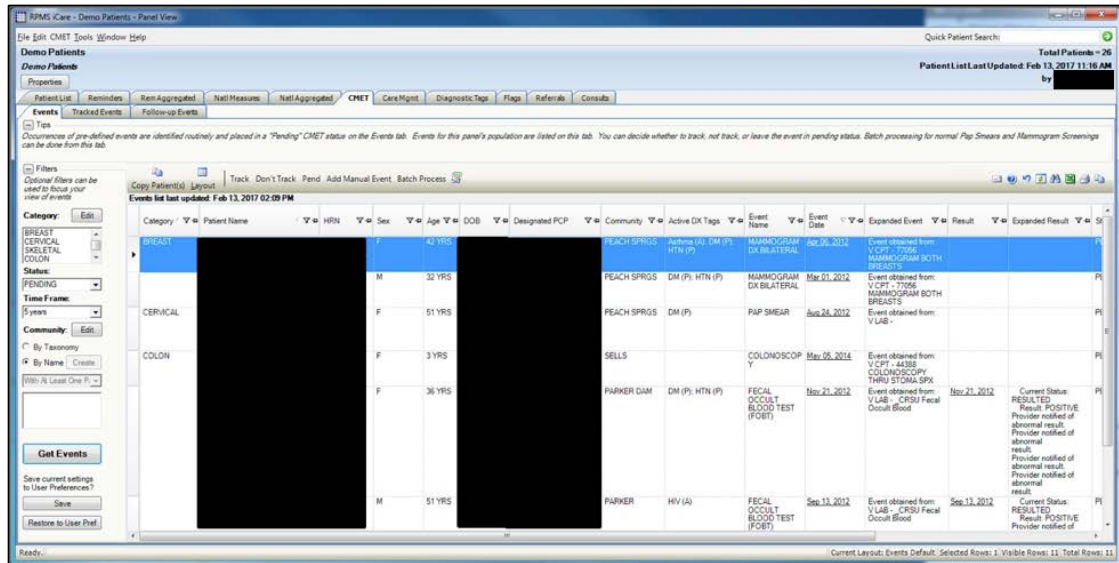 RPMS iCare - Demo Patients - Panel View
File Edit CMET Tools Window Help
Quick Patient Search:
Demo Patients
Total Patients = 26
Demo Patients
Patient List Last Updated: Feb 13, 2017 11:16 AM
Properties
by
Patient List Reminders Rem Aggregated Natl Measures Natl Aggregated CMET Care Mgmt Diagnostic Tags Flags Referrals Consults
Events Tracked Events Follow-up Events
Tips
Occurrences of pre-defined events are identified routinely and placed in a "Pending" CMET status on the Events tab. Events for this panel's population are listed on this tab. You can decide whether to track, not track, or leave the event in pending status. Batch processing for normal Pap Smears and Mammogram Screenings
can be done from this tab.
Filters
Optional filters can be
used to focus your
view of events
Category: Edit
BREAST
CERVICAL
SKELETAL
COLON
Status:
PENDING
Time Frame:
5 years
Community: Edit
By Taxonomy
By Name Create
With At Least One
Get Events
Save current settings
to User Preferences?
Save
Restore to User Pref
Copy Patient(s) Layout Track Don't Track Pend Add Manual Event Batch Process
Events list last updated: Feb 13, 2017 02:09 PM
Category Patient Name HRN Sex Age DOB Designated PCP Community Active DX Tags Event Name Event Date Expanded Event Result Expanded Result
BREAST F 42 YRS PEACH SPRGS Asthma (A); DM (P); HTN (P) MAMMOGRAM DX BILATERAL Apr 06, 2012 Event obtained from:
V CPT - 77056
MAMMOGRAM BOTH
BREASTS
M 32 YRS PEACH SPRGS DM (P); HTN (P) MAMMOGRAM DX BILATERAL Mar 01, 2012 Event obtained from:
V CPT - 77056
MAMMOGRAM BOTH
BREASTS
CERVICAL F 51 YRS PEACH SPRGS DM (P) PAP SMEAR Aug 24, 2012 Event obtained from:
V LAB -
COLON F 3 YRS SELLS COLONOSCOPY May 05, 2014 Event obtained from:
V CPT - 44388
COLONOSCOPY
THRU STOMA SPX
F 36 YRS PARKER DAM DM (P); HTN (P) FECAL OCCULT BLOOD TEST (FOBT) Nov 21, 2012 Event obtained from:
V LAB - _CRSU Fecal
Occult Blood
Nov 21, 2012
Current Status:
RESULTED
Result: POSITIVE
Provider notified of
abnormal result.
Provider notified of
abnormal
result.
Provider notified of
abnormal result.
Provider notified of
abnormal
result.
M 51 YRS PARKER HIV (A) FECAL OCCULT BLOOD TEST (FOBT) Sep 13, 2012 Event obtained from:
V LAB - _CRSU Fecal
Occult Blood
Sep 13, 2012
Current Status:
RESULTED
Result: POSITIVE
Provider notified of
Ready.
Current Layout: Events Default Selected Rows: 1 Visible Rows: 11 Total Rows: 11